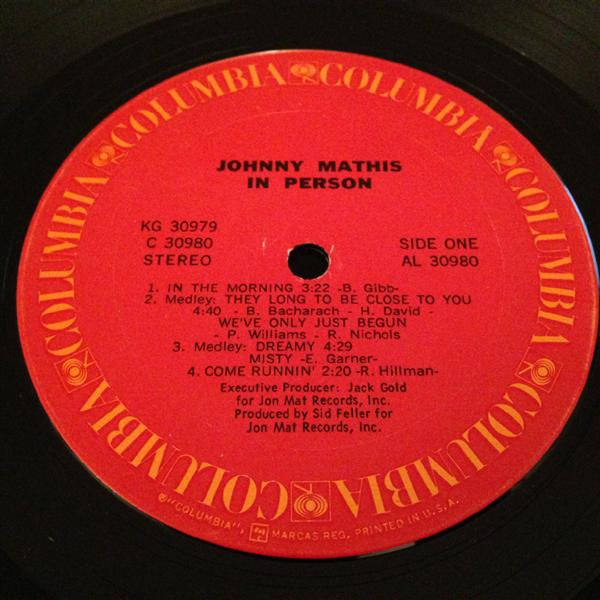 COLUMBIA COLUMBIA COLUMBIA COLUMBIA COLUMBIA COLUMBIA
JOHNNY MATHIS
IN PERSON
KG 30979
C 30980
STEREO
SIDE ONE
AL 30980
1. IN THE MORNING 3:22 -B. Gibb-
2. Medley: THEY LONG TO BE CLOSE TO YOU
4:40 - B. Bacharach - H. David -
WE'VE ONLY JUST BEGUN
- P. Williams - R. Nichols
3. Medley: DREAMY 4:29
MISTY -E. Garner-
4. COME RUNNIN' 2:20 -R. Hillman-
Executive Producer: Jack Gold
for Jon Mat Records, Inc.
Produced by Sid Feller for
Jon Mat Records, Inc.
® "COLUMBIA", MARCAS REG. PRINTED IN U.S.A.